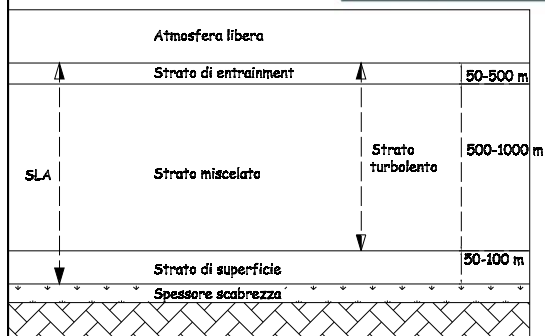 Atmosfera libera
Strato di entrainment
50-500 m
SLA
Strato miscelato
Strato
turbolento
500-1000 m
Strato di superficie
50-100 m
Spessore scabrezza